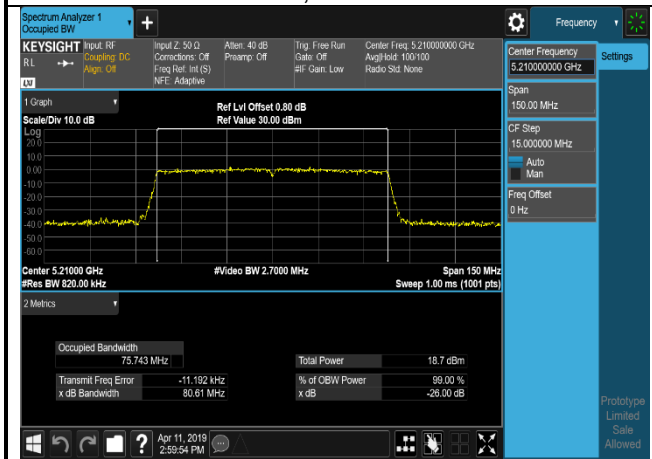 Spectrum Analyzer 1
Occupied BW
Frequency
KEYSIGHT
RL
LXI
Input: RF
Coupling: DC
Align: Off
Input Z: 50 Ω
Corrections: Off
Freq Ref: Int (S)
NFE: Adaptive
Atten: 40 dB
Preamp: Off
Trig: Free Run
Gate: Off
#IF Gain: Low
Center Freq: 5.210000000 GHz
Avg|Hold: 100/100
Radio Std: None
Center Frequency
5.210000000 GHz
Settings
Span
150.00 MHz
CF Step
15.000000 MHz
Auto
Man
Freq Offset
0 Hz
1 Graph
Scale/Div 10.0 dB
Ref Lvl Offset 0.80 dB
Ref Value 30.00 dBm
Log
20.0
10.0
0.00
-10.0
-20.0
-30.0
-40.0
-50.0
-60.0
Center 5.21000 GHz
#Video BW 2.7000 MHz
Span 150 MHz
#Res BW 820.00 kHz
Sweep 1.00 ms (1001 pts)
2 Metrics
Occupied Bandwidth
75.743 MHz
Total Power
18.7 dBm
Transmit Freq Error
-11.192 kHz
% of OBW Power
99.00 %
x dB Bandwidth
80.61 MHz
x dB
-26.00 dB
Prototype
Limited
Sale
Allowed
?
Apr 11, 2019
2:59:54 PM